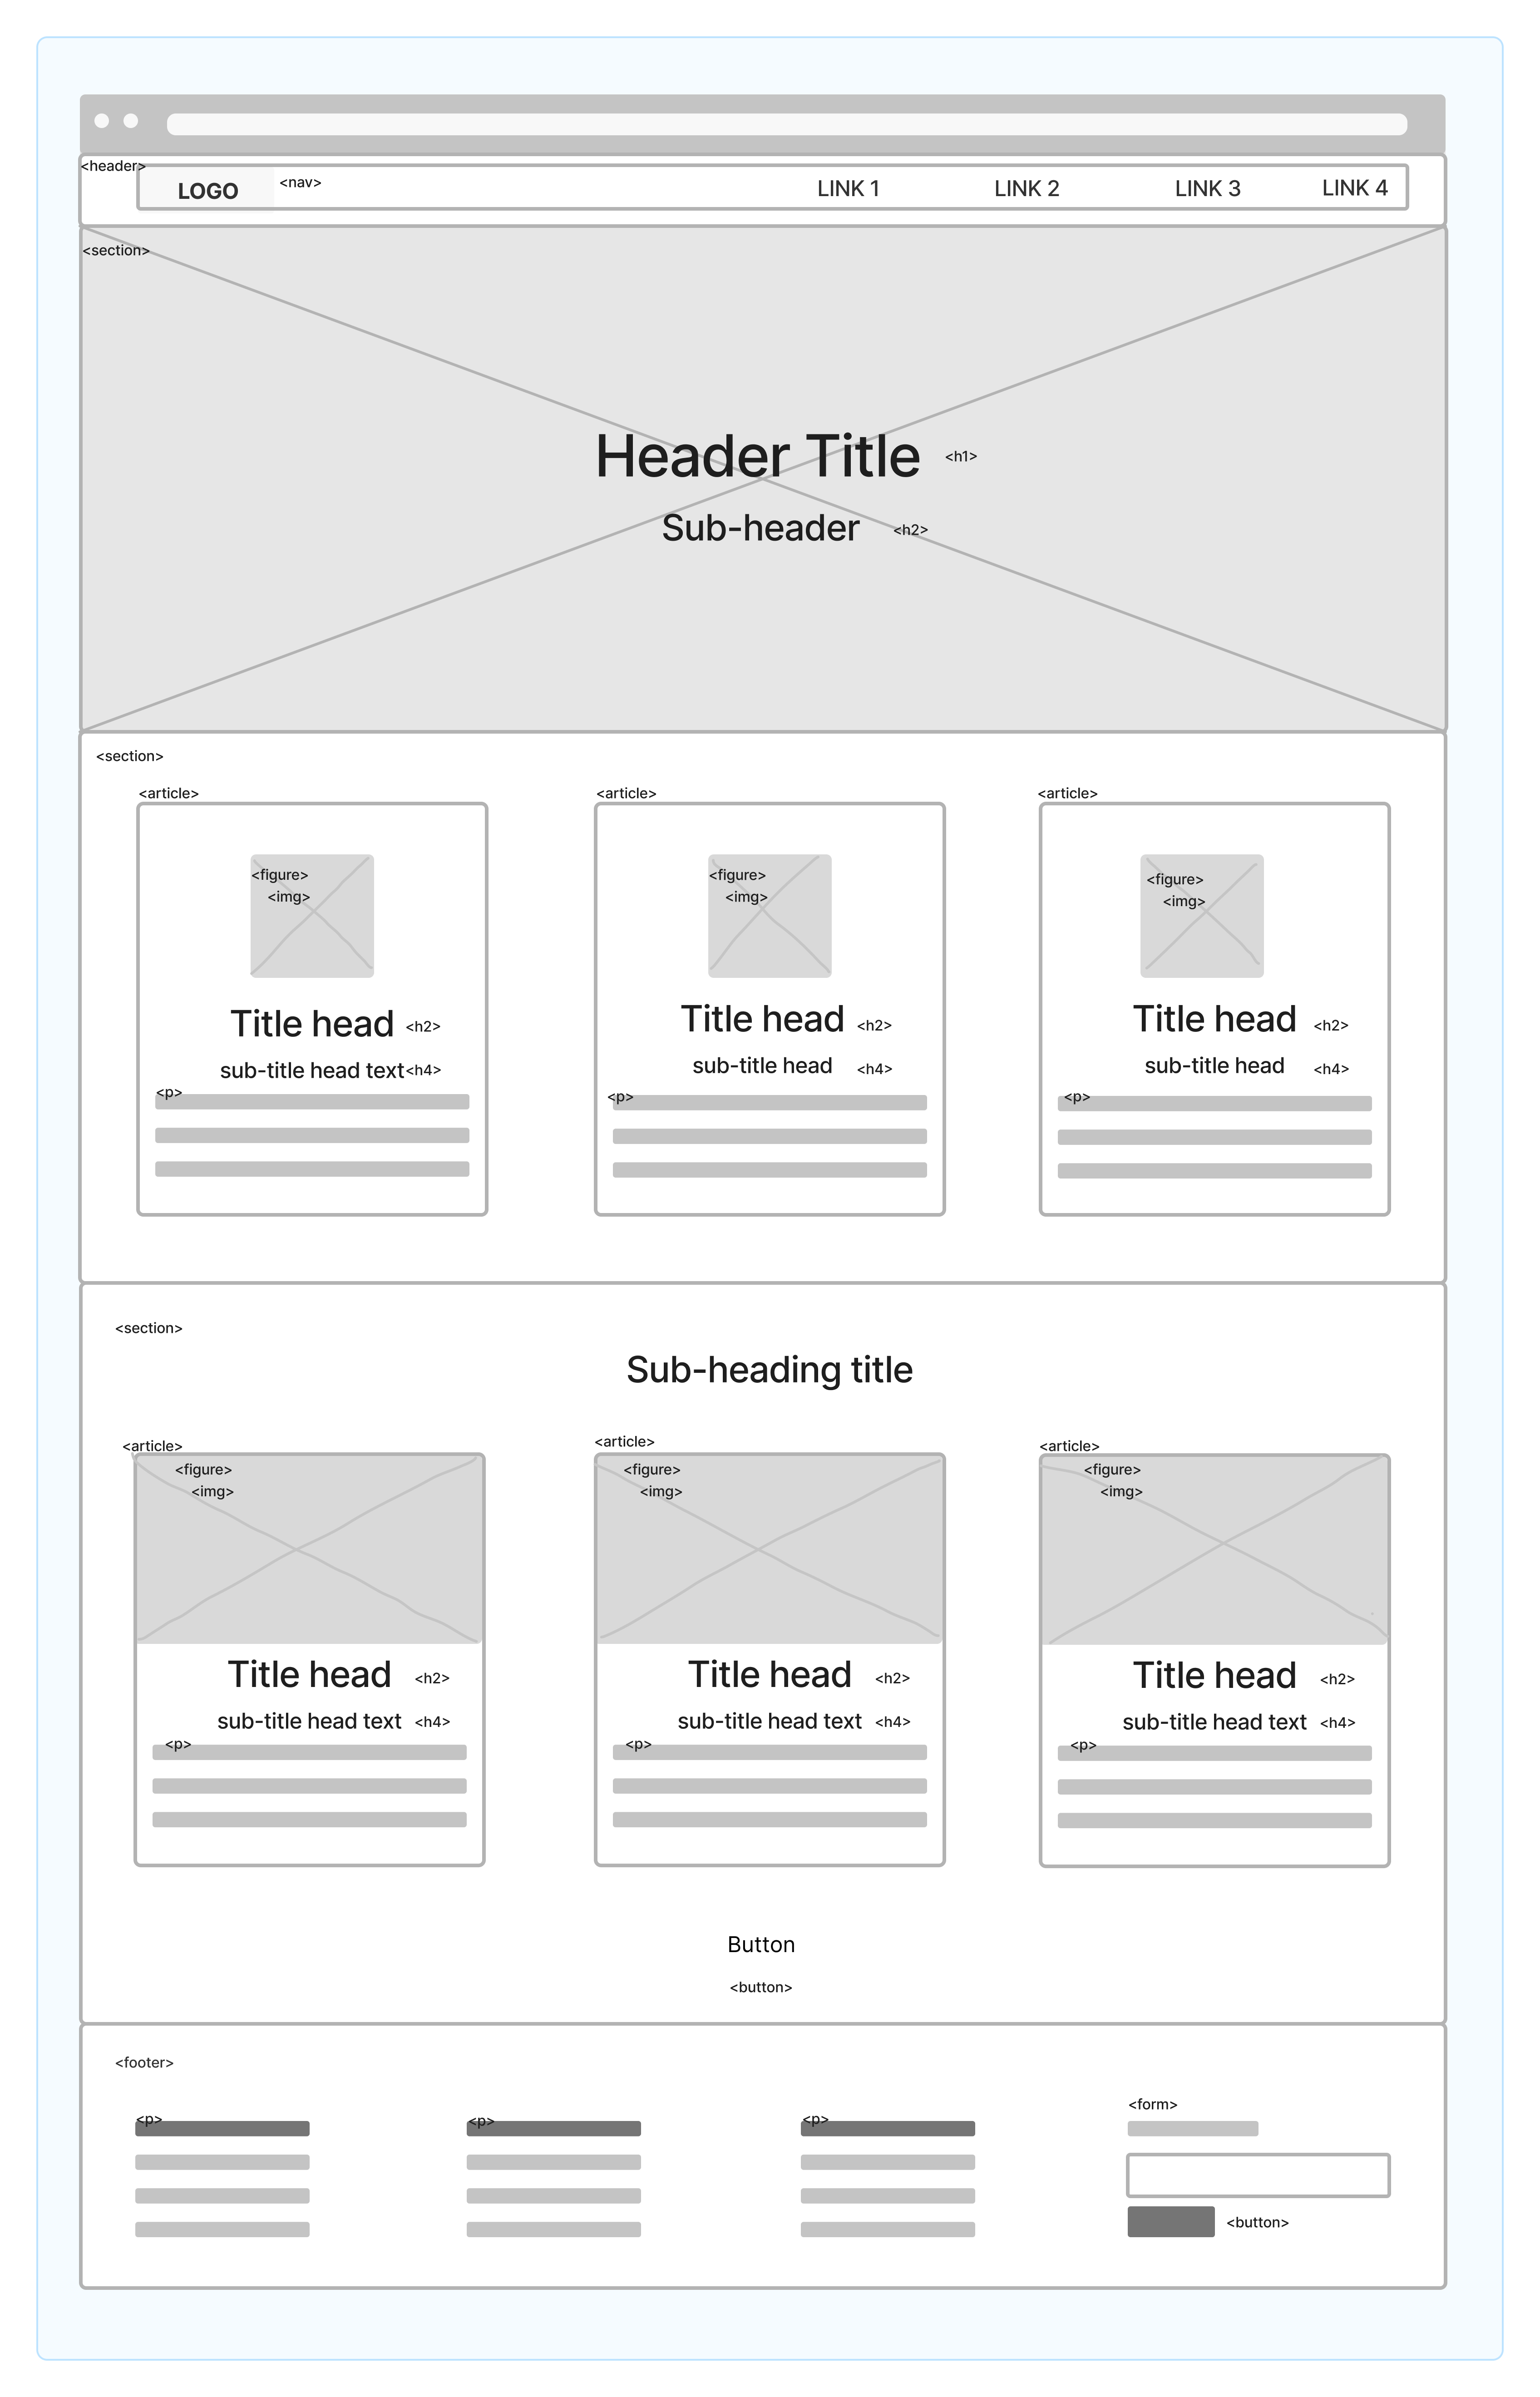 <header>
LOGO
<nav>
LINK 1
LINK 2
LINK 3
LINK 4
<section>
Header Title
<h1>
Sub-header
<h2>
<section>
<article>
<figure>
<img>
Title head
<h2>
sub-title head text
<h4>
<p>
<article>
<figure>
<img>
Title head
<h2>
sub-title head
<h4>
<p>
<article>
<figure>
<img>
Title head
<h2>
sub-title head
<h4>
<p>
<section>
Sub-heading title
<article>
<figure>
<img>
Title head
<h2>
sub-title head text
<h4>
<p>
<article>
<figure>
<img>
Title head
<h2>
sub-title head text
<h4>
<p>
<article>
<figure>
<img>
Title head
<h2>
sub-title head text
<h4>
<p>
Button
<button>
<footer>
<p>
<p>
<p>
<form>
<button>